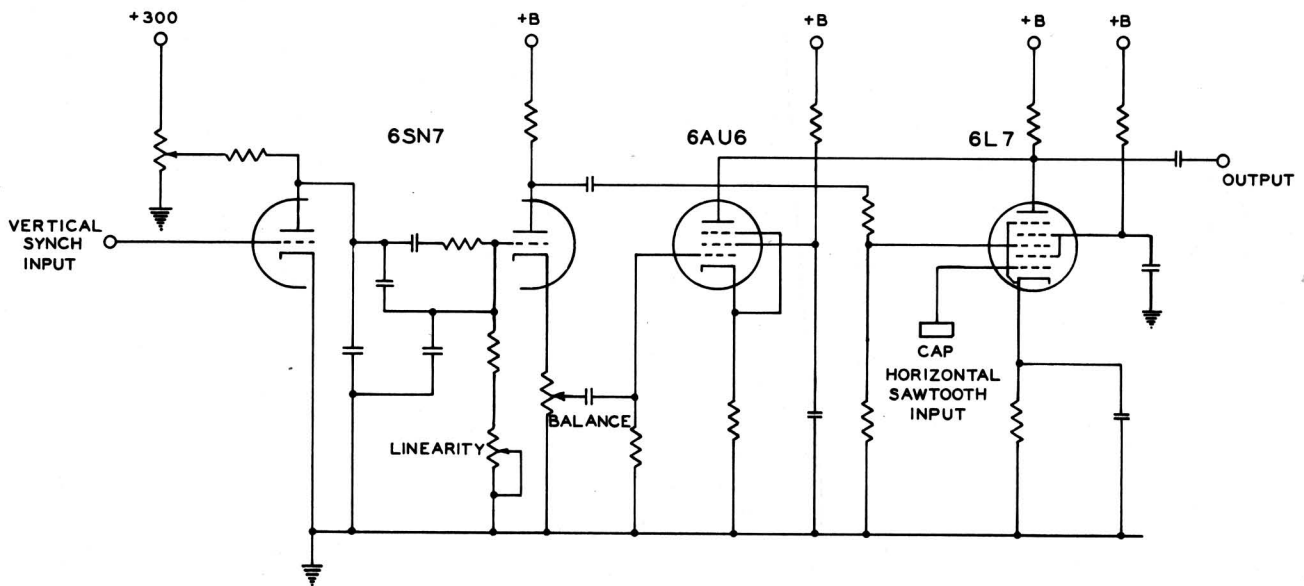 +300
+B
+B
+B
+B
6SN7
6AU6
6L7
OUTPUT
VERTICAL
SYNCH
INPUT
CAP
HORIZONTAL
SAWTOOTH
INPUT
BALANCE
LINEARITY